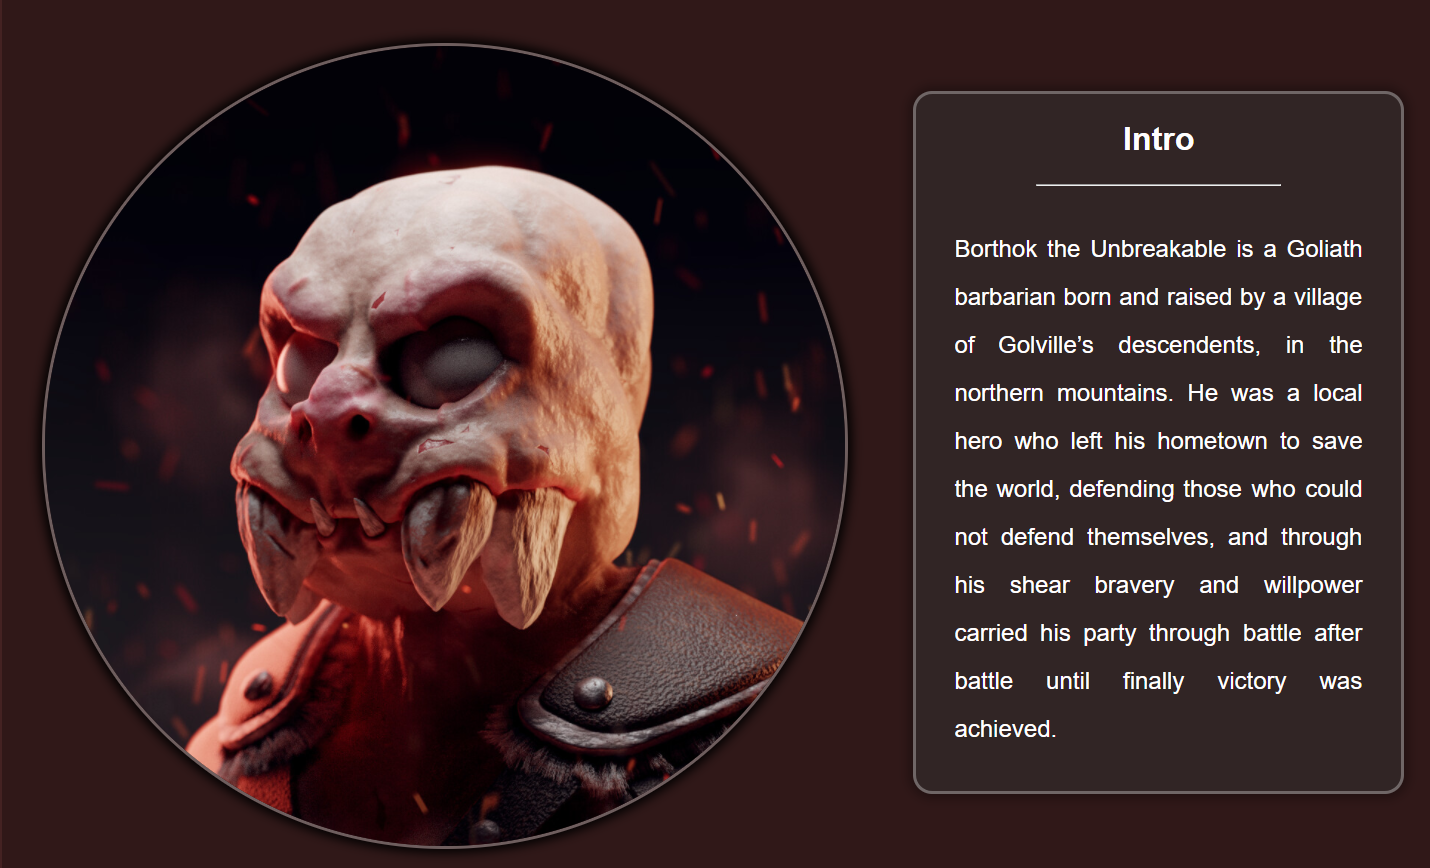 Intro
Borthok the Unbreakable is a Goliath
barbarian born and raised by a village
of Golville’s descendents, in the
northern mountains. He was a local
hero who left his hometown to save
the world, defending those who could
not defend themselves, and through
his shear bravery and willpower
carried his party through battle after
battle until finally victory was
achieved.